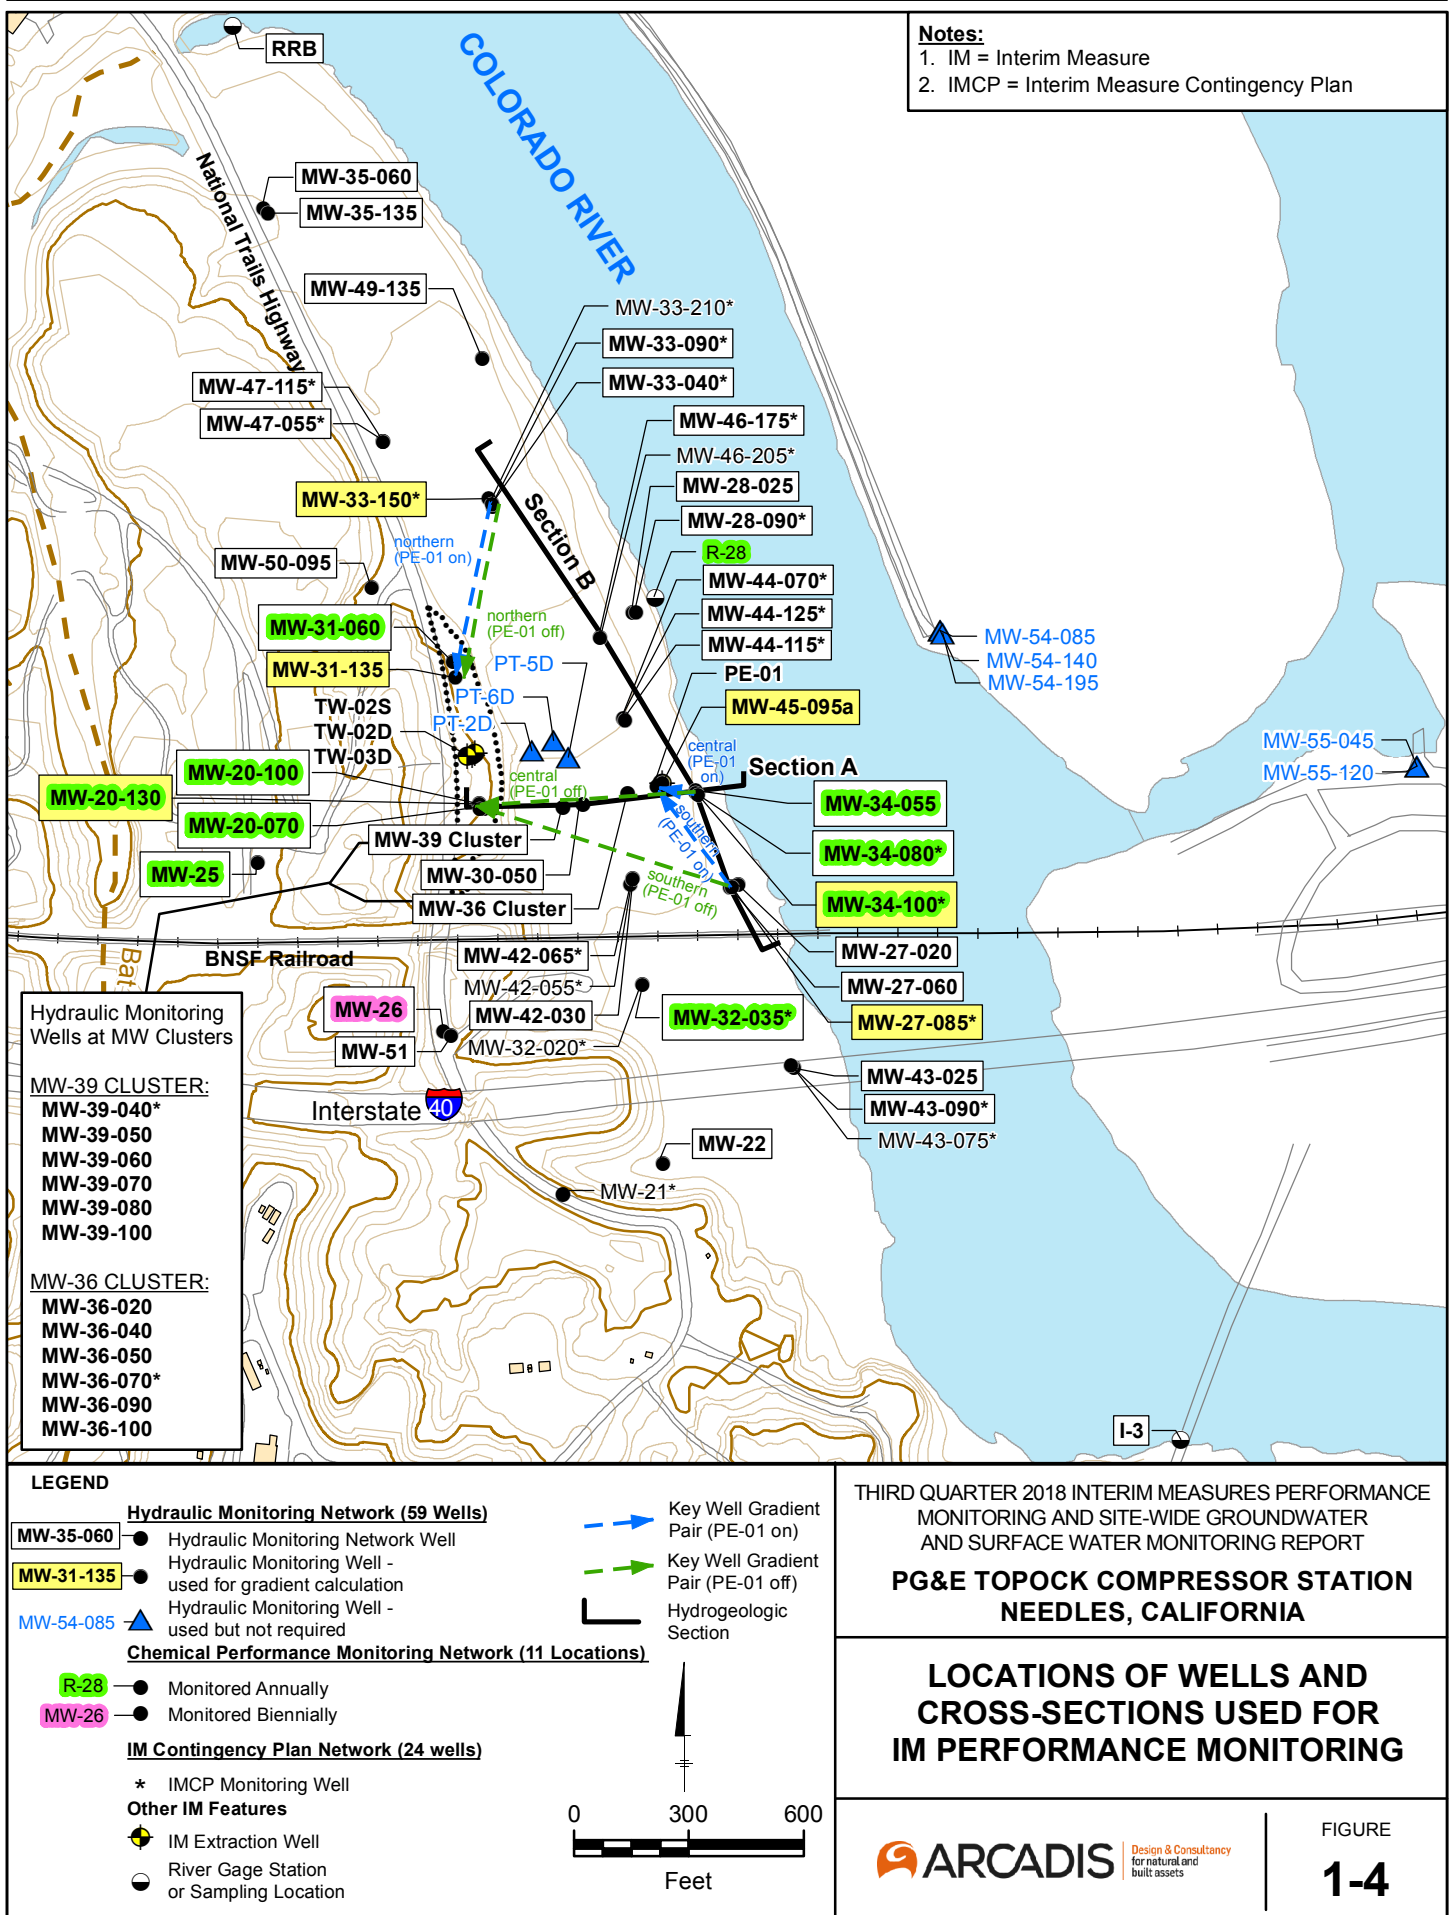 Notes:
1. IM = Interim Measure
2. IMCP = Interim Measure Contingency Plan
RRB
COLORADO RIVER
National Trails Highway
MW-35-060
MW-35-135
MW-49-135
MW-33-210*
MW-33-090*
MW-33-040*
MW-47-115*
MW-47-055*
MW-46-175*
MW-46-205*
MW-28-025
MW-28-090*
MW-33-150*
Section B
northern
(PE-01 on)
R-28
MW-50-095
MW-44-070*
MW-44-125*
MW-44-115*
MW-31-060
northern
(PE-01 off)
MW-54-085
MW-54-140
MW-54-195
MW-31-135
PT-5D
PE-01
PT-6D
MW-45-095a
TW-02S
PT-2D
TW-02D
TW-03D
central
(PE-01
on)
MW-55-045
MW-55-120
MW-20-100
Section A
central
(PE-01 off)
MW-20-130
MW-34-055
MW-20-070
southern
(PE-01 on)
MW-39 Cluster
MW-34-080*
MW-25
MW-30-050
southern
(PE-01 off)
MW-36 Cluster
MW-34-100*
BNSF Railroad
Bat
MW-42-065*
MW-27-020
MW-42-055*
MW-27-060
MW-26
MW-42-030
MW-32-035*
MW-27-085*
MW-51
MW-32-020*
MW-43-025
MW-43-090*
MW-43-075*
Interstate 40
MW-22
MW-21*
Hydraulic Monitoring
Wells at MW Clusters
MW-39 CLUSTER:
MW-39-040*
MW-39-050
MW-39-060
MW-39-070
MW-39-080
MW-39-100
MW-36 CLUSTER:
MW-36-020
MW-36-040
MW-36-050
MW-36-070*
MW-36-090
MW-36-100
I-3
LEGEND
Hydraulic Monitoring Network (59 Wells)
MW-35-060
Hydraulic Monitoring Network Well
MW-31-135
Hydraulic Monitoring Well -
used for gradient calculation
MW-54-085
Hydraulic Monitoring Well -
used but not required
Chemical Performance Monitoring Network (11 Locations)
R-28
Monitored Annually
MW-26
Monitored Biennially
IM Contingency Plan Network (24 wells)
* IMCP Monitoring Well
Other IM Features
IM Extraction Well
River Gage Station
or Sampling Location
Key Well Gradient
Pair (PE-01 on)
Key Well Gradient
Pair (PE-01 off)
Hydrogeologic
Section
0 300 600
Feet
THIRD QUARTER 2018 INTERIM MEASURES PERFORMANCE
MONITORING AND SITE-WIDE GROUNDWATER
AND SURFACE WATER MONITORING REPORT
PG&E TOPOCK COMPRESSOR STATION
NEEDLES, CALIFORNIA
LOCATIONS OF WELLS AND
CROSS-SECTIONS USED FOR
IM PERFORMANCE MONITORING
ARCADIS
Design & Consultancy
for natural and
built assets
FIGURE
1-4